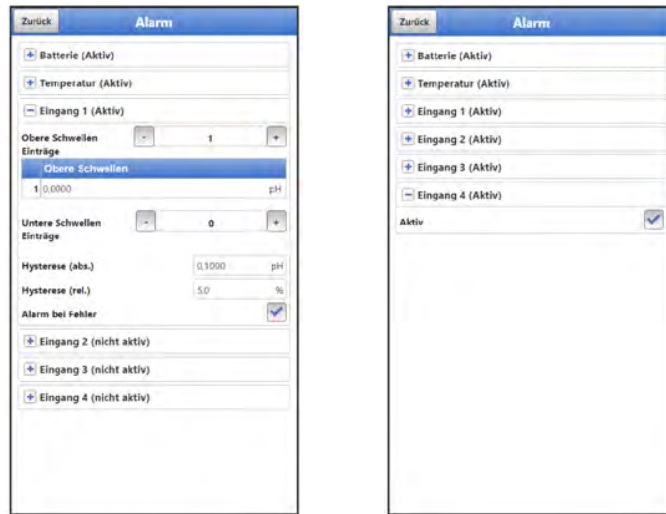 Zurück
Alarm
+ Batterie (Aktiv)
+ Temperatur (Aktiv)
− Eingang 1 (Aktiv)
Obere Schwellen Einträge
- 1 +
Obere Schwellen
1 0,0000 pH
Untere Schwellen Einträge
- 0 +
Hysterese (abs.) 0,1000 pH
Hysterese (rel.) 5,0 %
Alarm bei Fehler
+ Eingang 2 (nicht aktiv)
+ Eingang 3 (nicht aktiv)
+ Eingang 4 (nicht aktiv)
Zurück
Alarm
+ Batterie (Aktiv)
+ Temperatur (Aktiv)
+ Eingang 1 (Aktiv)
+ Eingang 2 (Aktiv)
+ Eingang 3 (Aktiv)
− Eingang 4 (Aktiv)
Aktiv